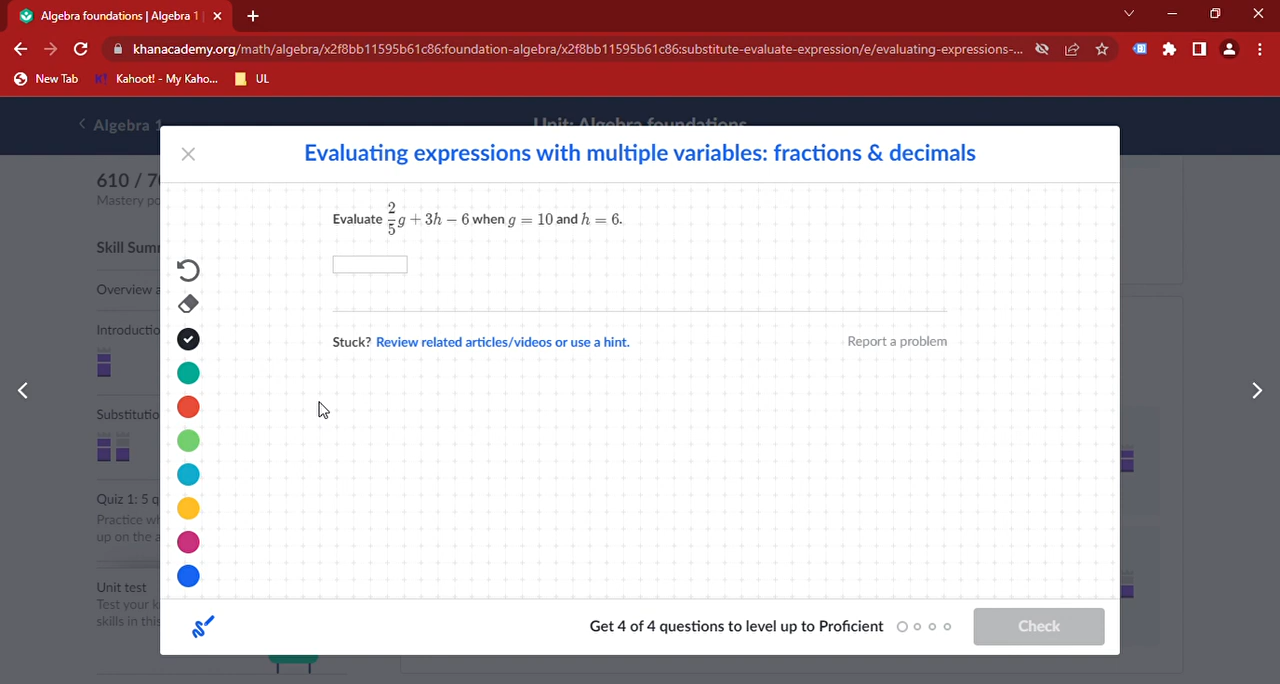 Algebra foundations | Algebra 1
khanacademy.org/math/algebra/x2f8bb11595b61c86:foundation-algebra/x2f8bb11595b61c86:substitute-evaluate-expression/e/evaluating-expressions-...
New Tab
K! Kahoot! - My Kaho...
UL
Algebra 1
Unit: Algebra foundations
Evaluating expressions with multiple variables: fractions & decimals
610 / 70
Mastery po
Evaluate 2/5 g + 3h − 6 when g = 10 and h = 6.
Skill Sum
Overview a
Introductio
Stuck? Review related articles/videos or use a hint.
Report a problem
Substitutio
Quiz 1: 5 q
Practice wh
up on the a
Unit test
Test your k
skills in this
Get 4 of 4 questions to level up to Proficient
Check